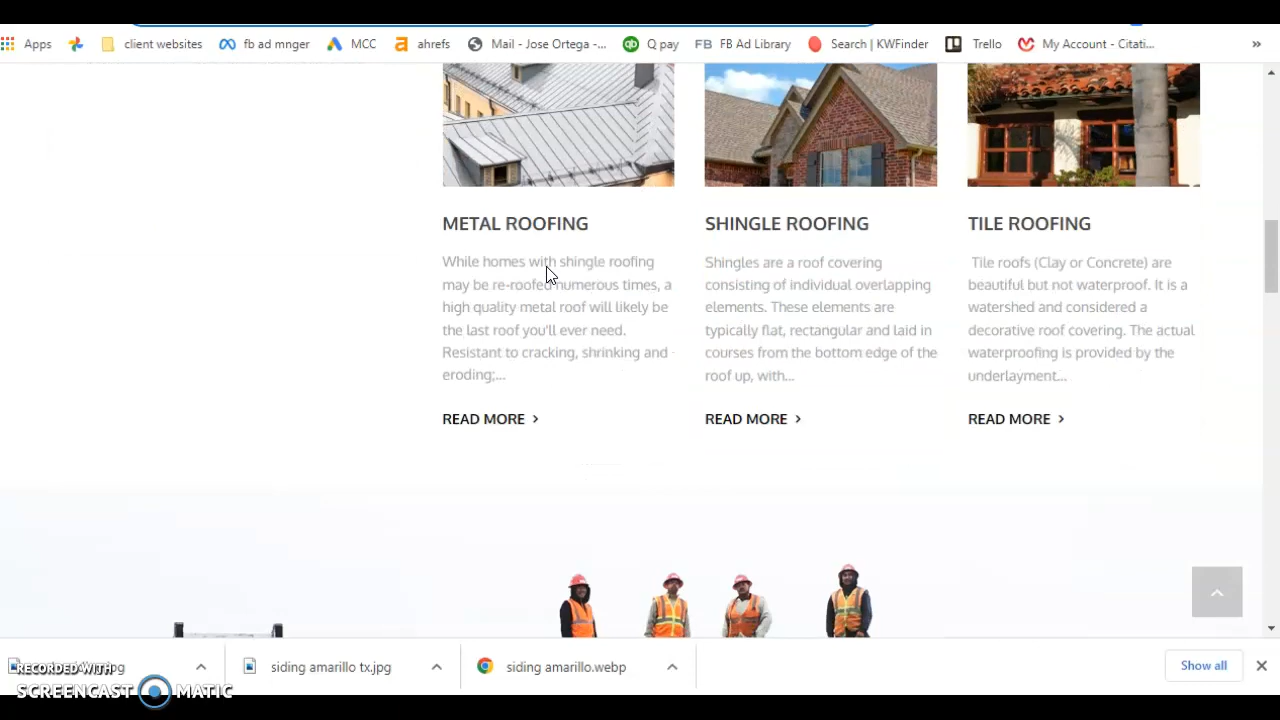 Apps client websites fb ad mnger MCC ahrefs Mail - Jose Ortega -... Q pay FB Ad Library Search | KWFinder Trello My Account - Citati... »
METAL ROOFING
While homes with shingle roofing
may be re-roofed numerous times, a
high quality metal roof will likely be
the last roof you'll ever need.
Resistant to cracking, shrinking and
eroding;...
READ MORE >
SHINGLE ROOFING
Shingles are a roof covering
consisting of individual overlapping
elements. These elements are
typically flat, rectangular and laid in
courses from the bottom edge of the
roof up, with...
READ MORE >
TILE ROOFING
Tile roofs (Clay or Concrete) are
beautiful but not waterproof. It is a
watershed and considered a
decorative roof covering. The actual
waterproofing is provided by the
underlayment...
READ MORE >
siding amarillo tx.jpg siding amarillo.webp Show all
RECORDED WITH
SCREENCAST MATIC